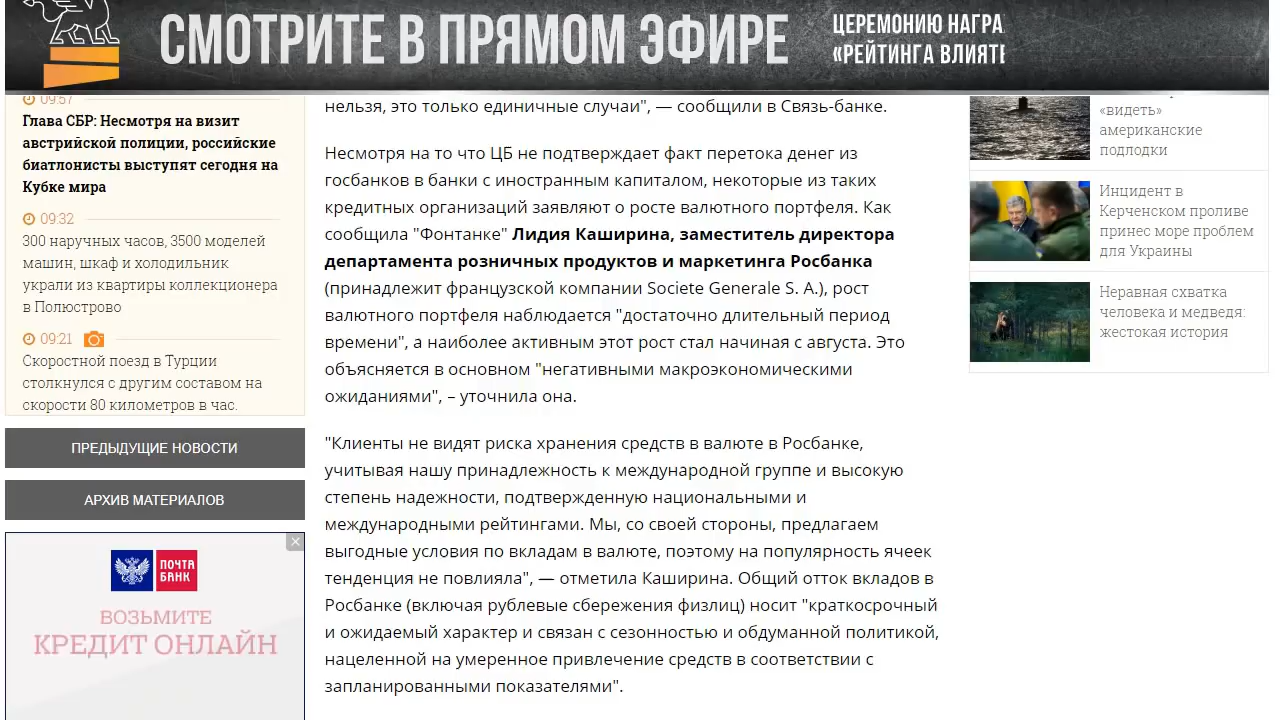 СМОТРИТЕ В ПРЯМОМ ЭФИРЕ
ЦЕРЕМОНИЮ
«РЕЙТИНГА
09:57
Глава СБР: Несмотря на визит
австрийской полиции, российские
биатлонисты выступят сегодня на
Кубке мира
09:32
300 наручных часов, 3500 моделей
машин, шкаф и холодильник
украли из квартиры коллекционера
в Полюстрово
09:21
Скоростной поезд в Турции
столкнулся с другим составом на
скорости 80 километров в час.
ПРЕДЫДУЩИЕ НОВОСТИ
АРХИВ МАТЕРИАЛОВ
ПОЧТА
БАНК
ВОЗЬМИТЕ
КРЕДИТ ОНЛАЙН
нельзя, это только единичные случаи", — сообщили в Связь-банке.
Несмотря на то что ЦБ не подтверждает факт перетока денег из
госбанков в банки с иностранным капиталом, некоторые из таких
кредитных организаций заявляют о росте валютного портфеля. Как
сообщила "Фонтанке" Лидия Каширина, заместитель директора
департамента розничных продуктов и маркетинга Росбанка
(принадлежит французской компании Societe Generale S. A.), рост
валютного портфеля наблюдается "достаточно длительный период
времени", а наиболее активным этот рост стал начиная с августа. Это
объясняется в основном "негативными макроэкономическими
ожиданиями", – уточнила она.
"Клиенты не видят риска хранения средств в валюте в Росбанке,
учитывая нашу принадлежность к международной группе и высокую
степень надежности, подтвержденную национальными и
международными рейтингами. Мы, со своей стороны, предлагаем
выгодные условия по вкладам в валюте, поэтому на популярность ячеек
тенденция не повлияла", — отметила Каширина. Общий отток вкладов в
Росбанке (включая рублевые сбережения физлиц) носит "краткосрочный
и ожидаемый характер и связан с сезонностью и обдуманной политикой,
нацеленной на умеренное привлечение средств в соответствии с
запланированными показателями".
«видеть»
американские
подлодки
Инцидент в
Керченском проливе
принес море проблем
для Украины
Неравная схватка
человека и медведя:
жестокая история